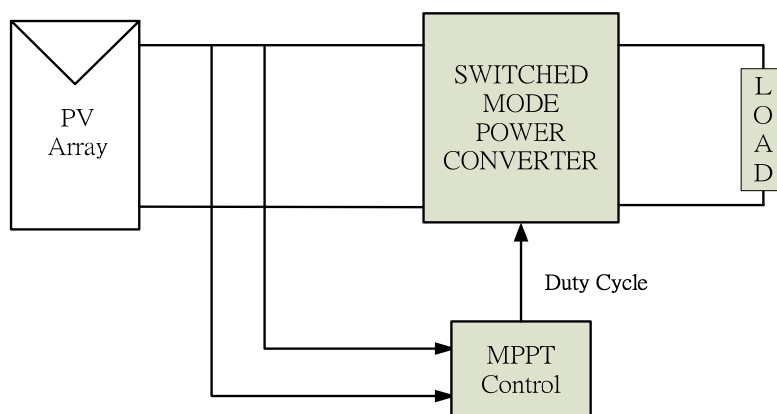 PV
Array
SWITCHED
MODE
POWER
CONVERTER
L
O
A
D
Duty Cycle
MPPT
Control